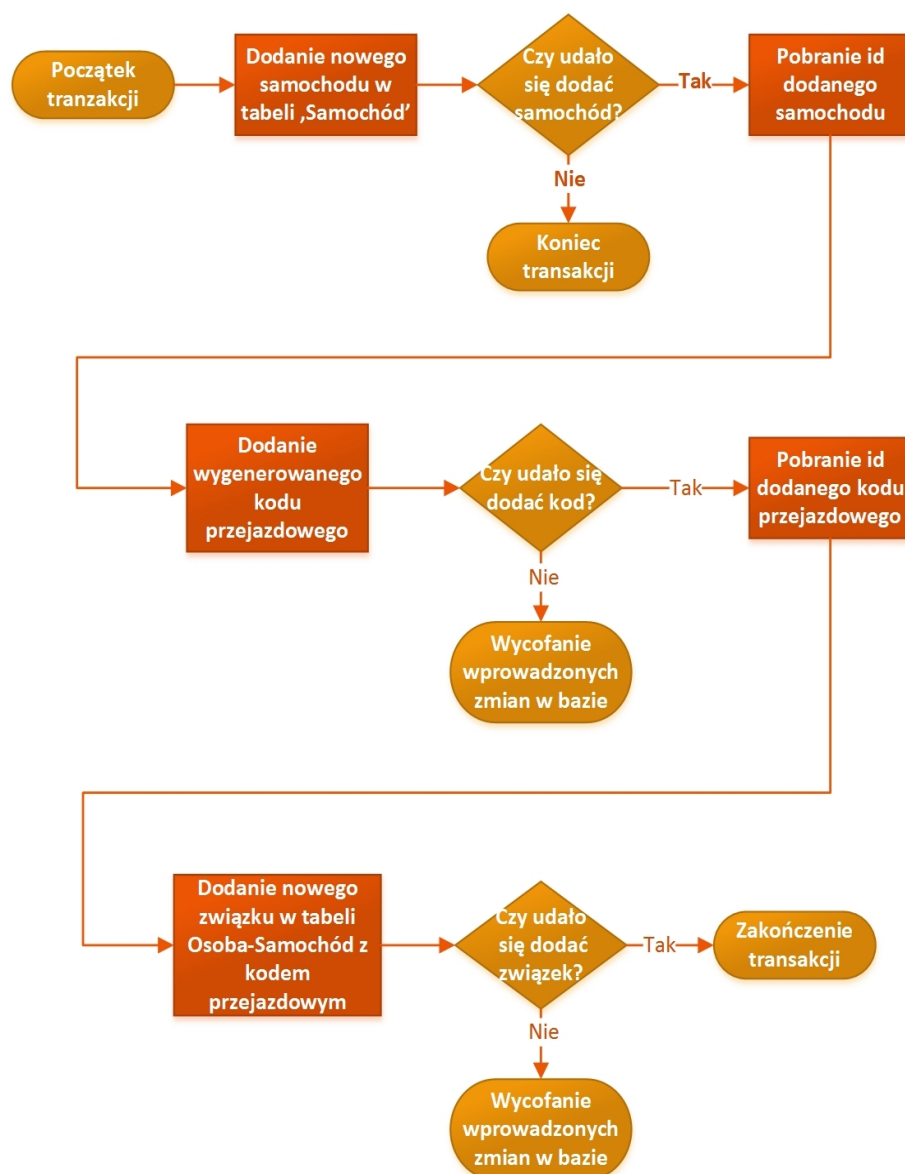 Początek
tranzakcji
Dodanie nowego
samochodu w
tabeli ‚Samochód’
Czy udało
się dodać
samochód?
Tak
Pobranie id
dodanego
samochodu
Nie
Koniec
transakcji
Dodanie
wygenerowanego
kodu
przejazdowego
Czy udało się
dodać kod?
Tak
Pobranie id
dodanego kodu
przejazdowego
Nie
Wycofanie
wprowadzonych
zmian w bazie
Dodanie nowego
związku w tabeli
Osoba-Samochód z
kodem
przejazdowym
Czy udało
się dodać
związek?
Tak
Zakończenie
transakcji
Nie
Wycofanie
wprowadzonych
zmian w bazie